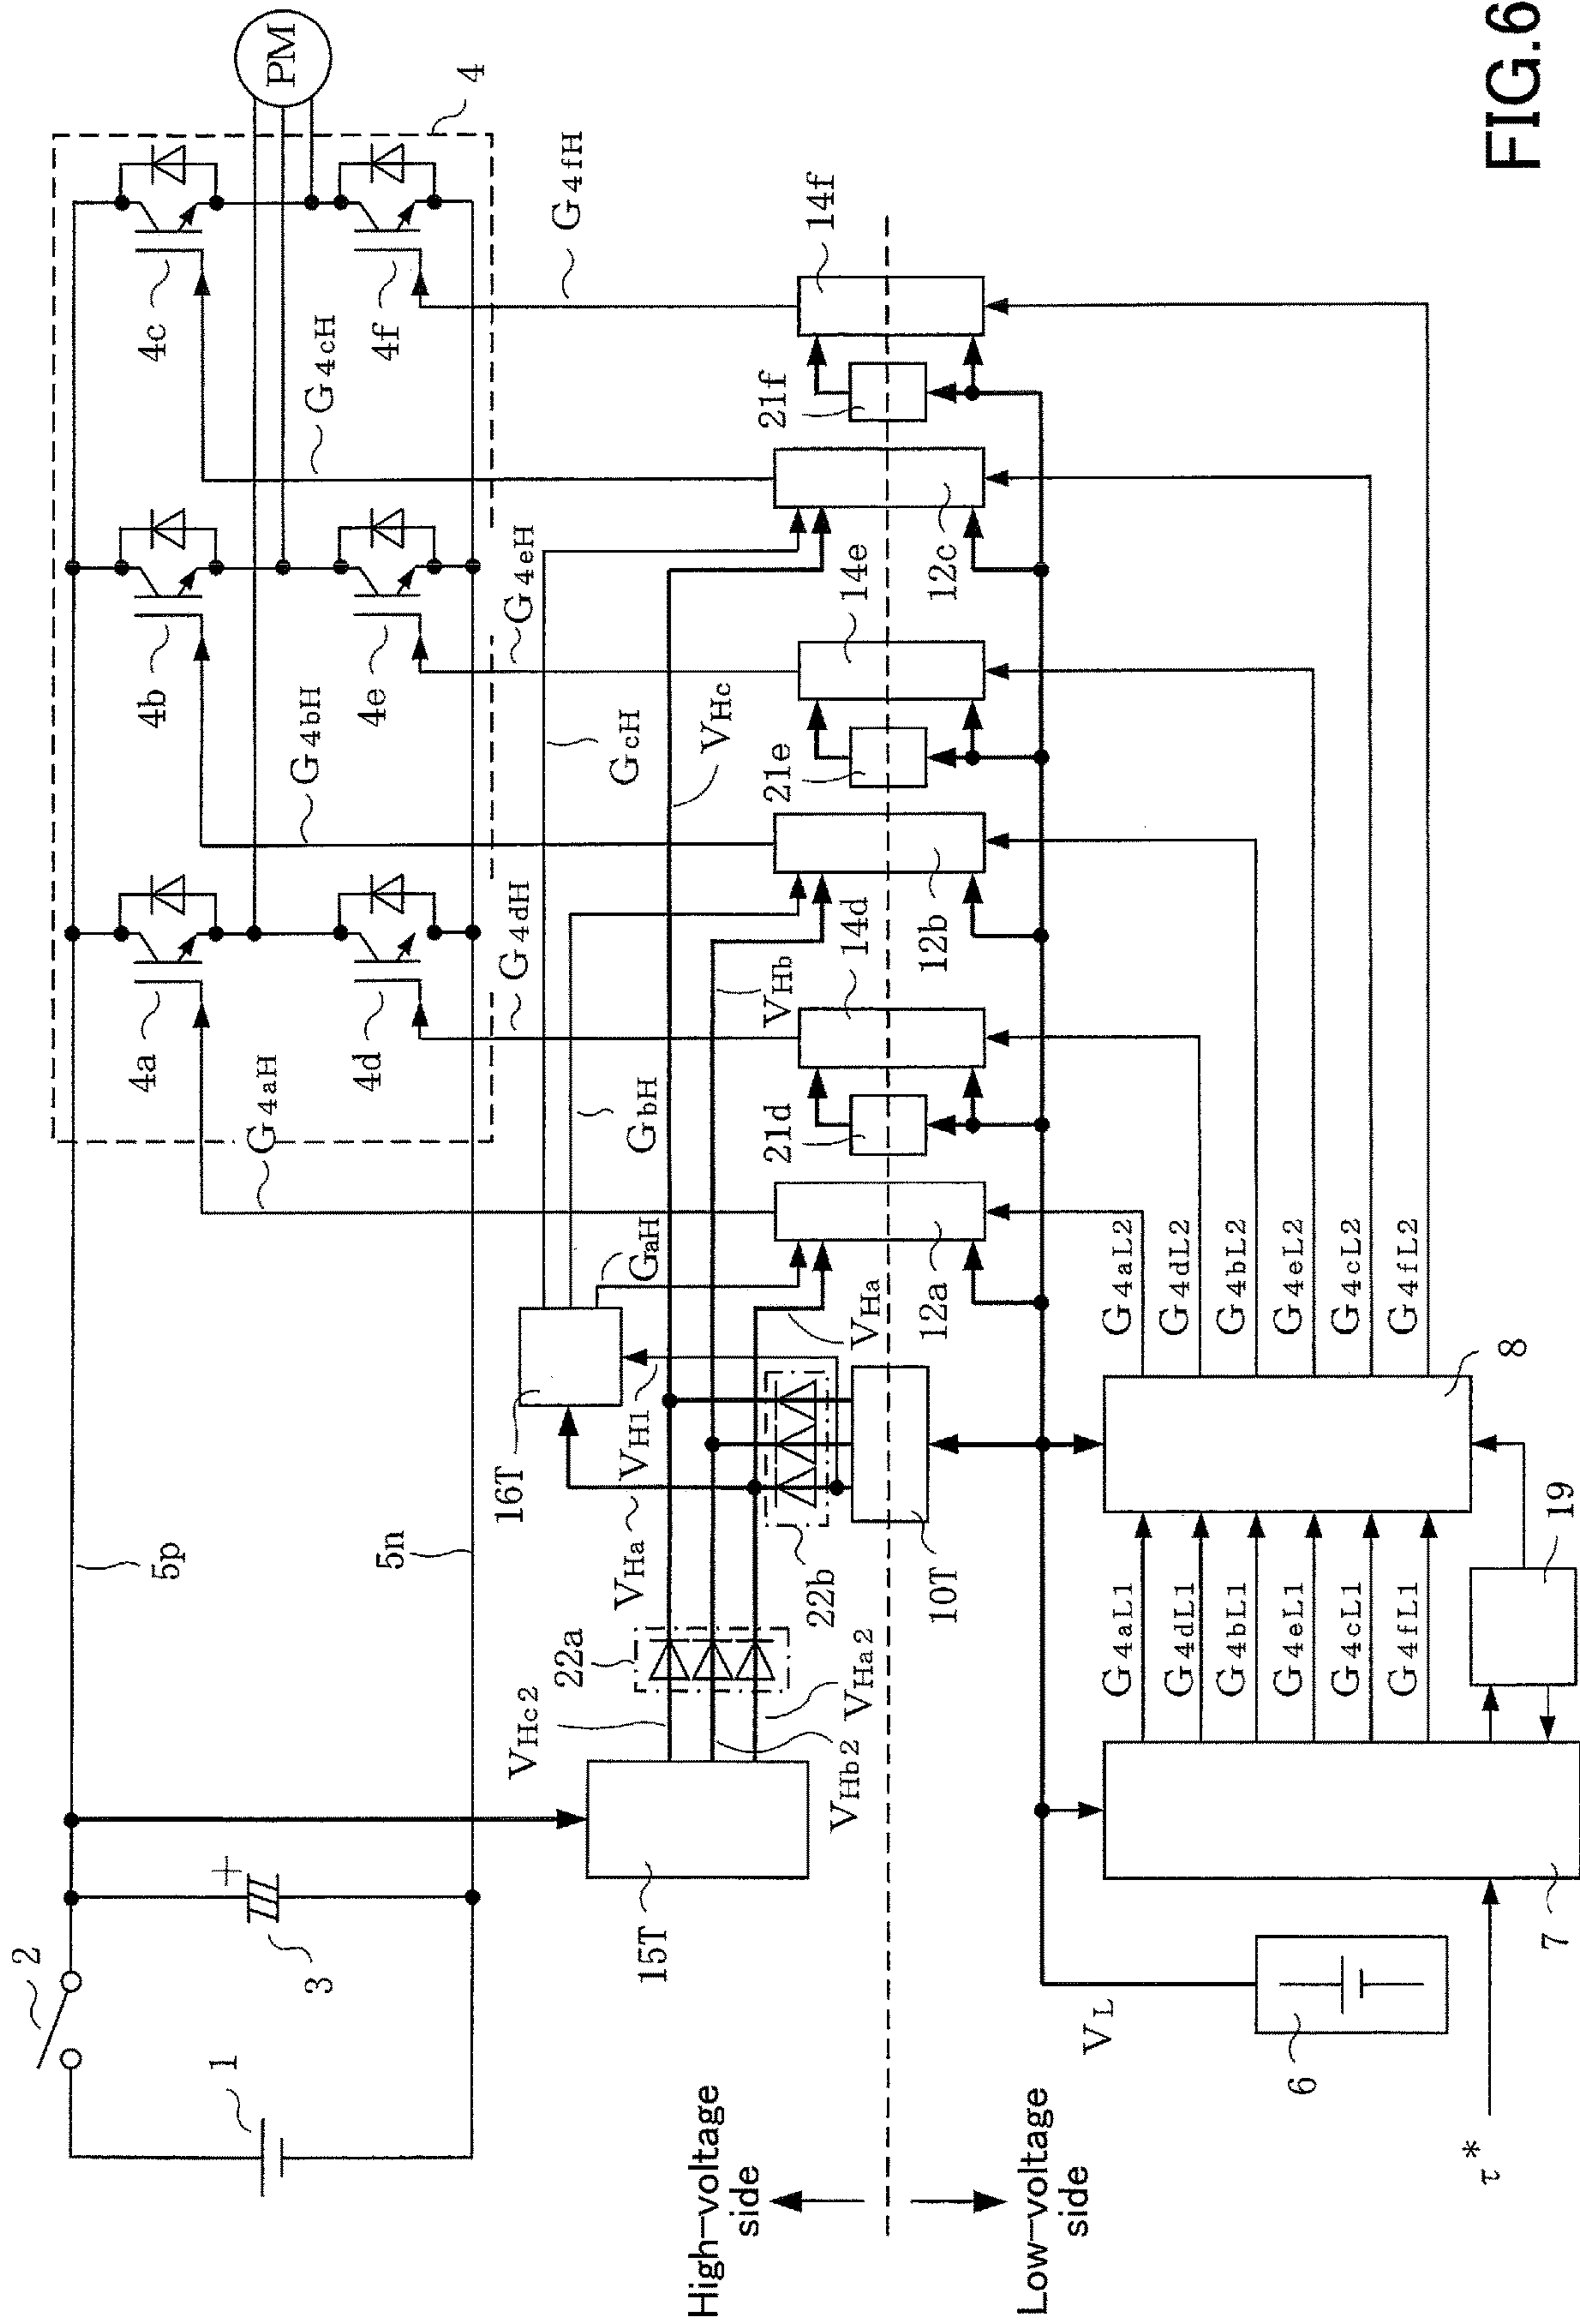 FIG.6
PM
4
4c
4f
4b
4e
4a
4d
G4fH
G4cH
G4eH
G4bH
G4dH
G4aH
2
1
3
5p
5n
16T
GcH
GbH
GaH
VHc
VHb
VHa
VH1
VHa
22a
22b
VHc2
VHb2
VHa2
15T
10T
12a
21d
14d
12b
21e
14e
12c
21f
14f
High-voltage
side
Low-voltage
side
VL
6
τ*
7
G4aL1
G4dL1
G4bL1
G4eL1
G4cL1
G4fL1
19
8
G4aL2
G4dL2
G4bL2
G4eL2
G4cL2
G4fL2
+